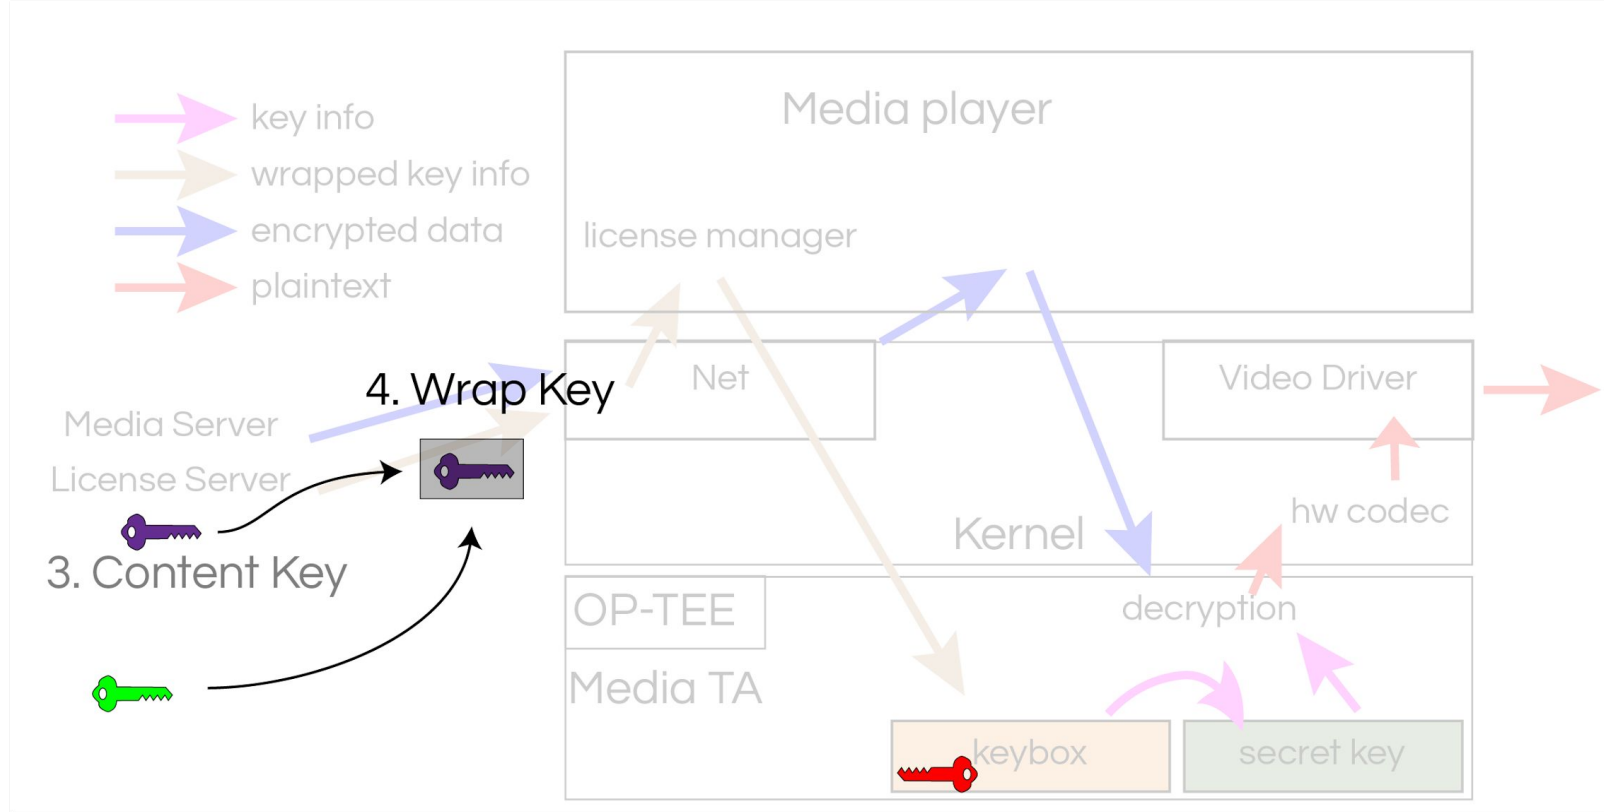 Media player
key info
wrapped key info
encrypted data
plaintext
license manager
4. Wrap Key
Net
Video Driver
Media Server
License Server
3. Content Key
Kernel
hw codec
OP-TEE
decryption
Media TA
keybox
secret key